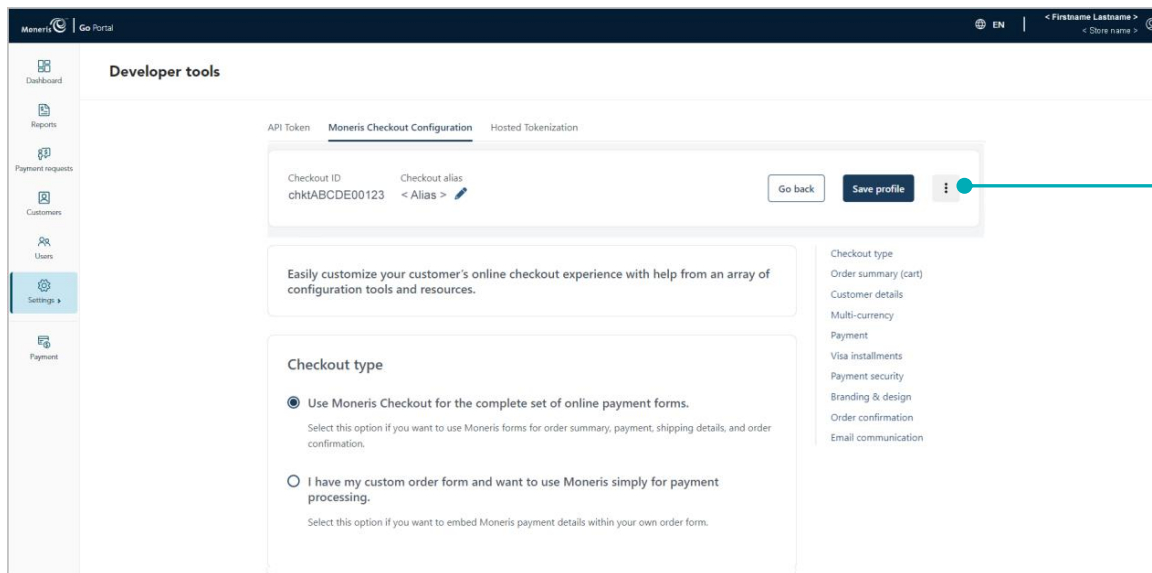 Moneris Go Portal
EN
< Firstname Lastname >
< Store name >
Dashboard
Reports
Payment requests
Customers
Users
Settings
Payment
Developer tools
API Token Moneris Checkout Configuration Hosted Tokenization
Checkout ID Checkout alias
chktABCDE00123 < Alias >
Go back Save profile
Easily customize your customer's online checkout experience with help from an array of
configuration tools and resources.
Checkout type
Use Moneris Checkout for the complete set of online payment forms.
Select this option if you want to use Moneris forms for order summary, payment, shipping details, and order
confirmation.
I have my custom order form and want to use Moneris simply for payment
processing.
Select this option if you want to embed Moneris payment details within your own order form.
Checkout type
Order summary (cart)
Customer details
Multi-currency
Payment
Visa installments
Payment security
Branding & design
Order confirmation
Email communication